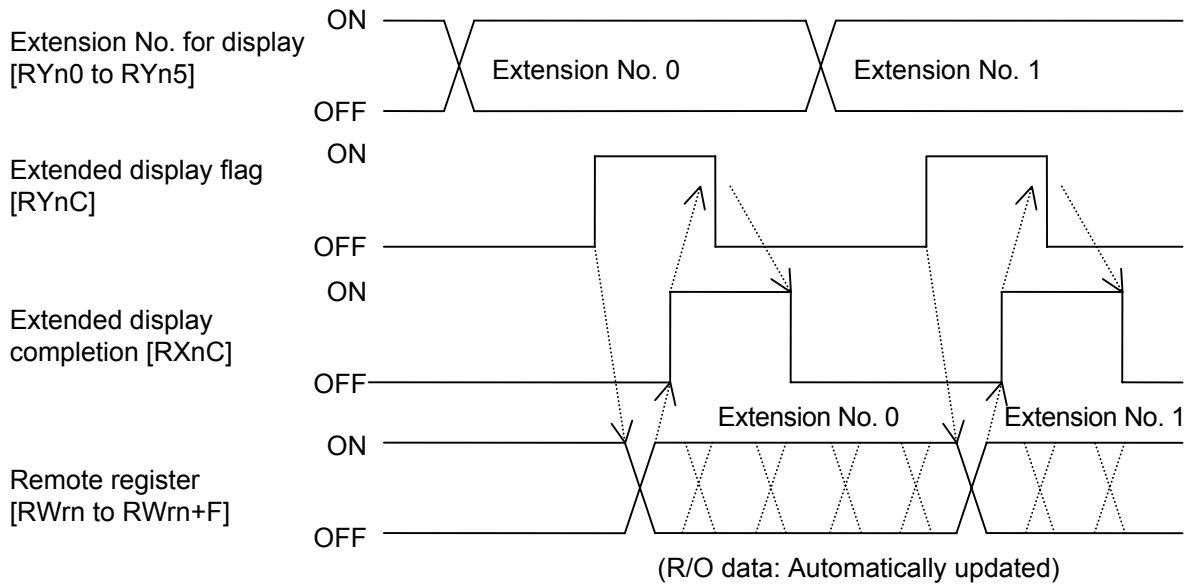 ON
Extension No. for display
[RYn0 to RYn5]
Extension No. 0
Extension No. 1
OFF
ON
Extended display flag
[RYnC]
OFF
ON
Extended display
completion [RXnC]
OFF
Extension No. 0
Extension No. 1
ON
Remote register
[RWrn to RWrn+F]
OFF
(R/O data: Automatically updated)